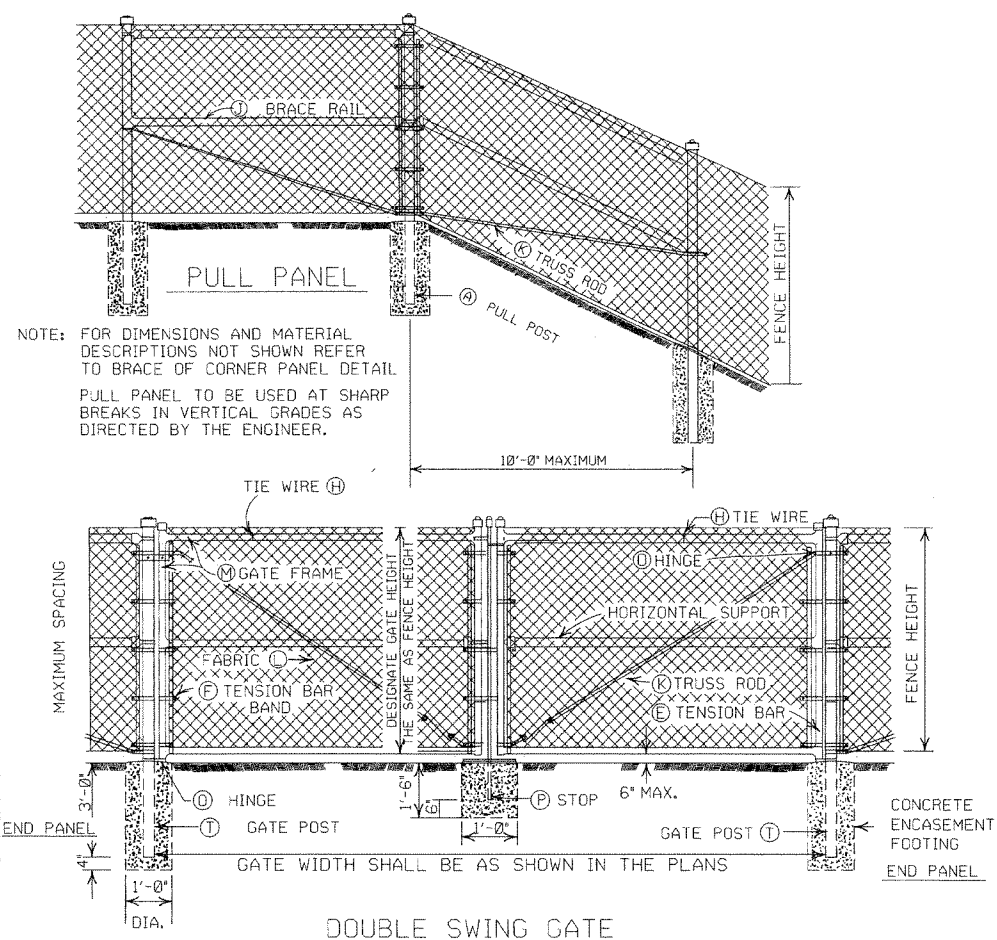 Ⓙ BRACE RAIL
PULL PANEL
Ⓚ TRUSS ROD
Ⓐ PULL POST
FENCE HEIGHT
NOTE: FOR DIMENSIONS AND MATERIAL
DESCRIPTIONS NOT SHOWN REFER
TO BRACE OF CORNER PANEL DETAIL
PULL PANEL TO BE USED AT SHARP
BREAKS IN VERTICAL GRADES AS
DIRECTED BY THE ENGINEER.
10'-0" MAXIMUM
TIE WIRE Ⓗ
Ⓗ TIE WIRE
MAXIMUM SPACING
Ⓜ GATE FRAME
DESIGNATE GATE HEIGHT
THE SAME AS FENCE HEIGHT
Ⓞ HINGE
HORIZONTAL SUPPORT
FENCE HEIGHT
FABRIC Ⓛ
Ⓕ TENSION BAR
BAND
Ⓚ TRUSS ROD
Ⓔ TENSION BAR
3'-0"
Ⓞ HINGE
1'-6"
6"
Ⓟ STOP
6" MAX.
END PANEL
Ⓣ GATE POST
1'-0"
GATE POST Ⓣ
CONCRETE
ENCASEMENT
FOOTING
4"
GATE WIDTH SHALL BE AS SHOWN IN THE PLANS
END PANEL
1'-0"
DIA.
DOUBLE SWING GATE